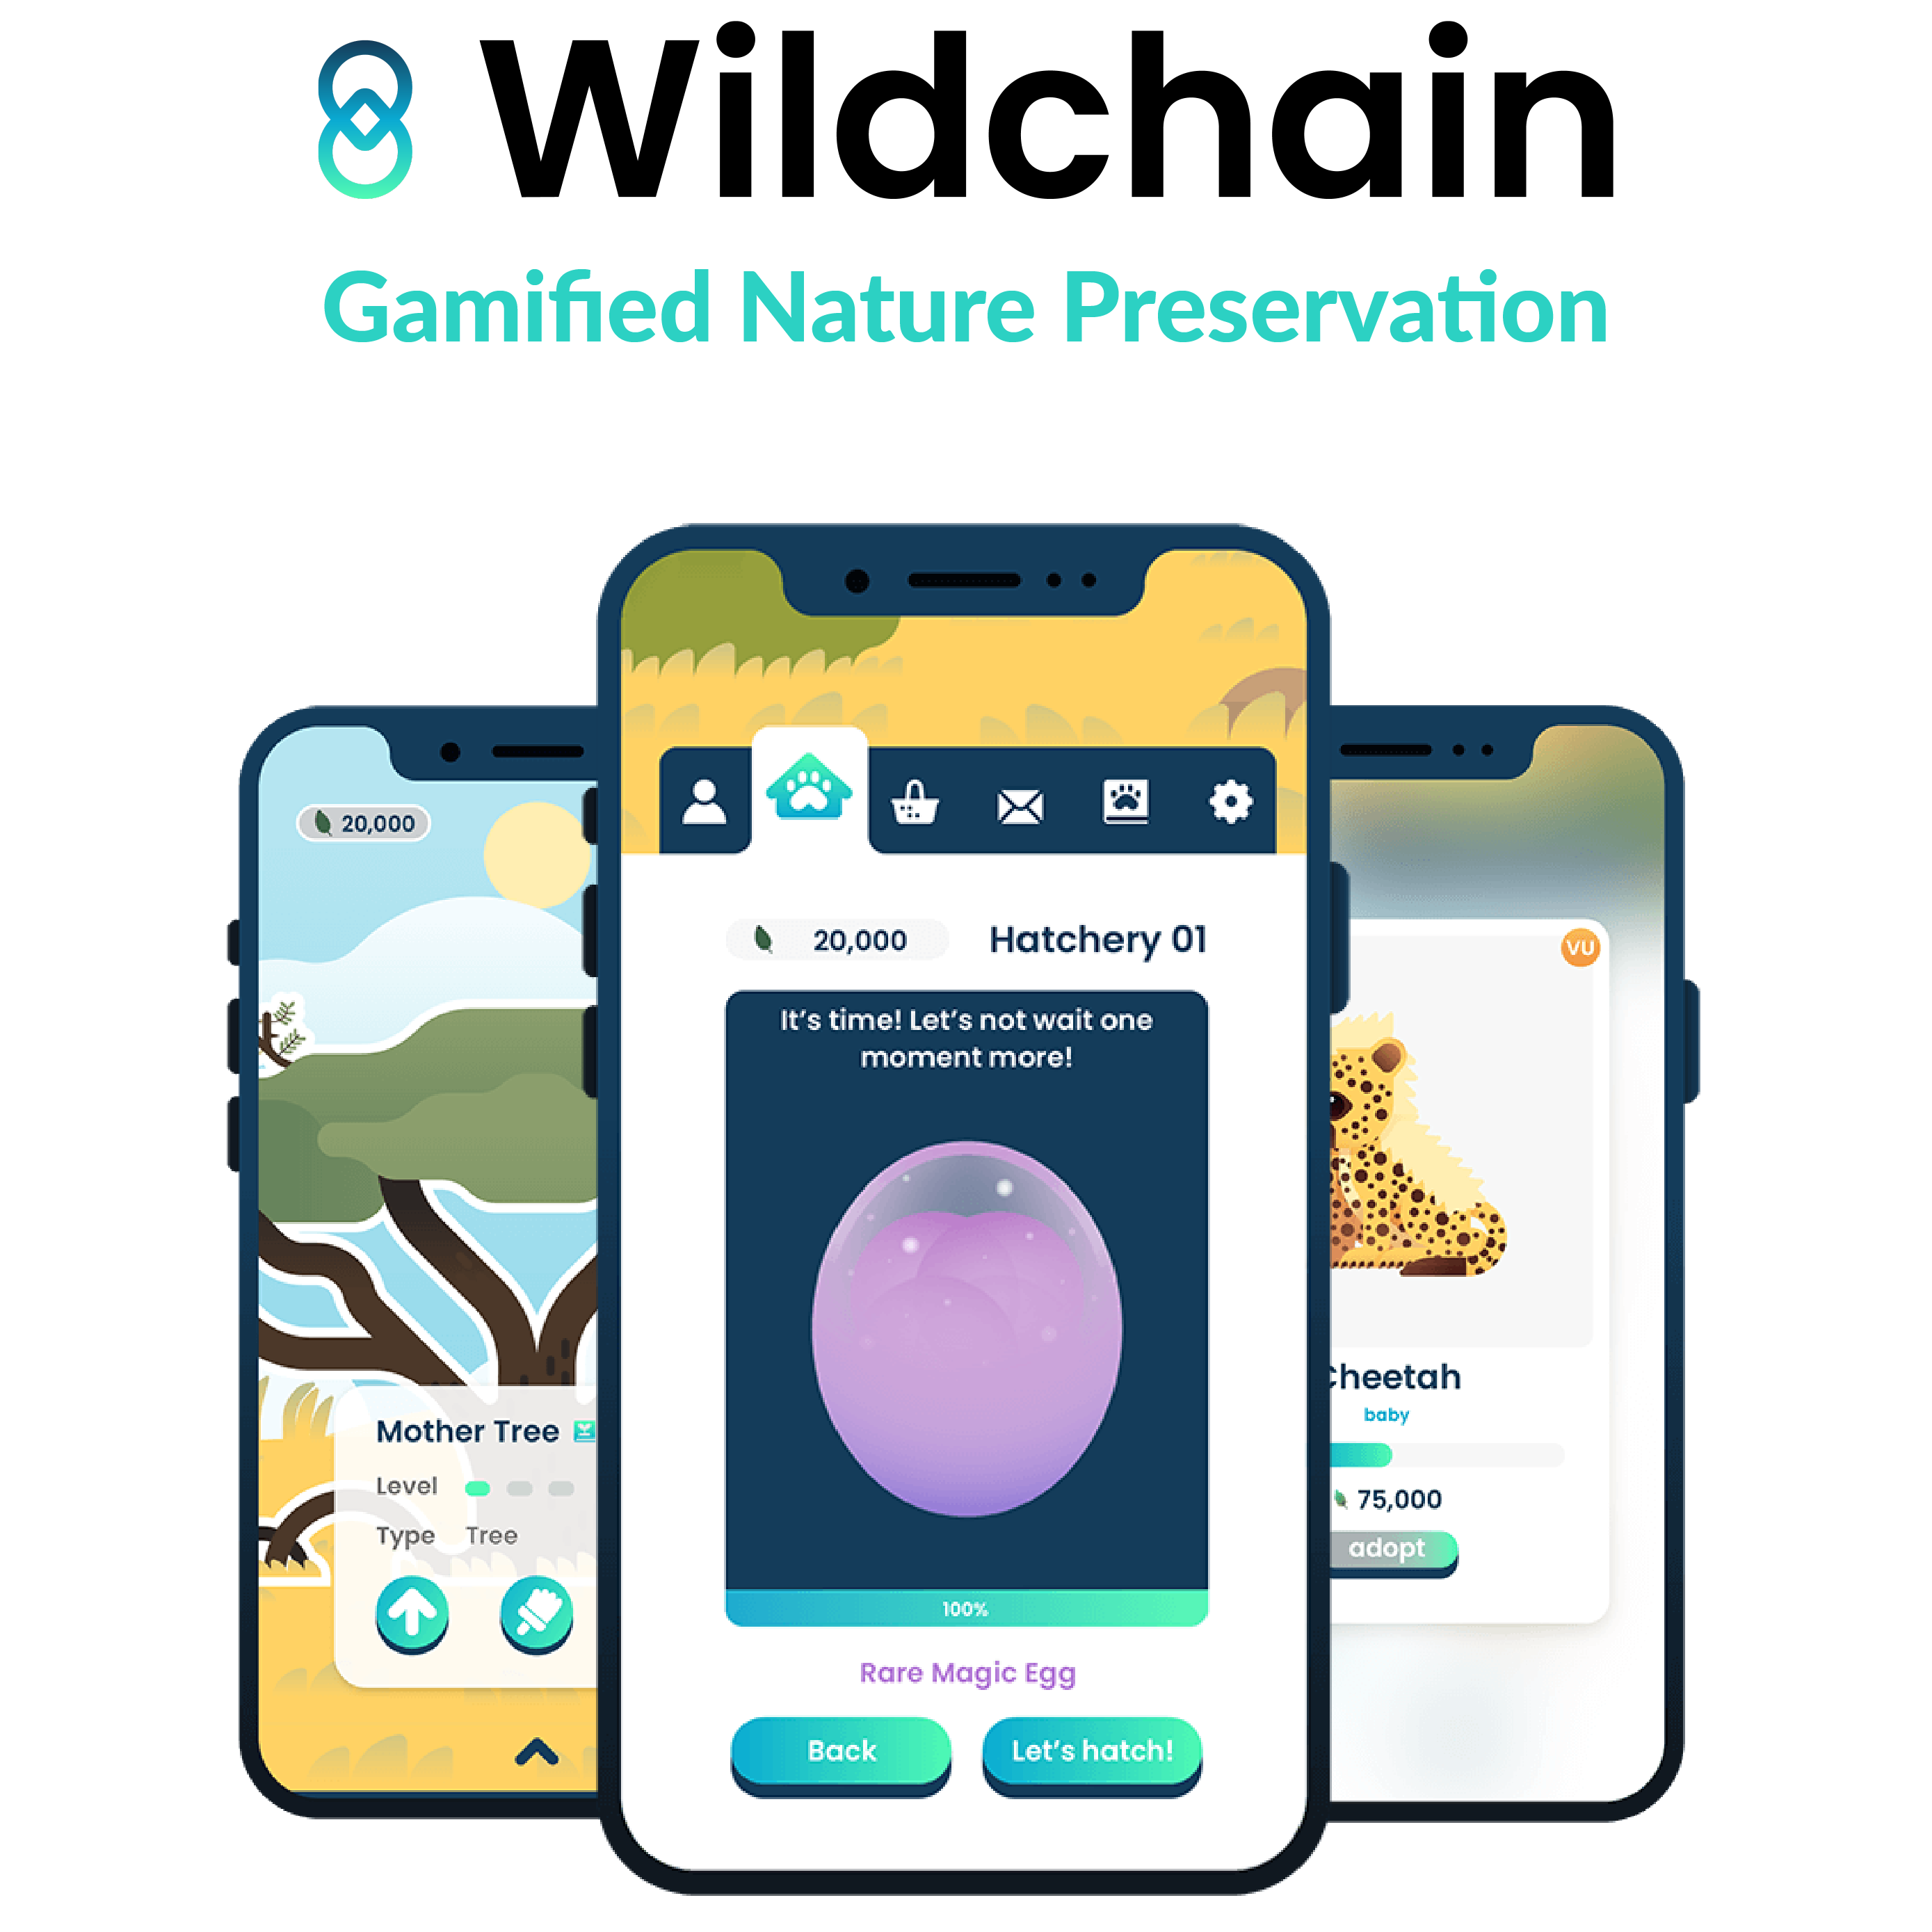 Wildchain
Gamified Nature Preservation
20,000
Mother Tree
Level
Type Tree
20,000 Hatchery 01
It's time! Let's not wait one
moment more!
100%
Rare Magic Egg
Back Let's hatch!
VU
Cheetah
baby
75,000
adopt